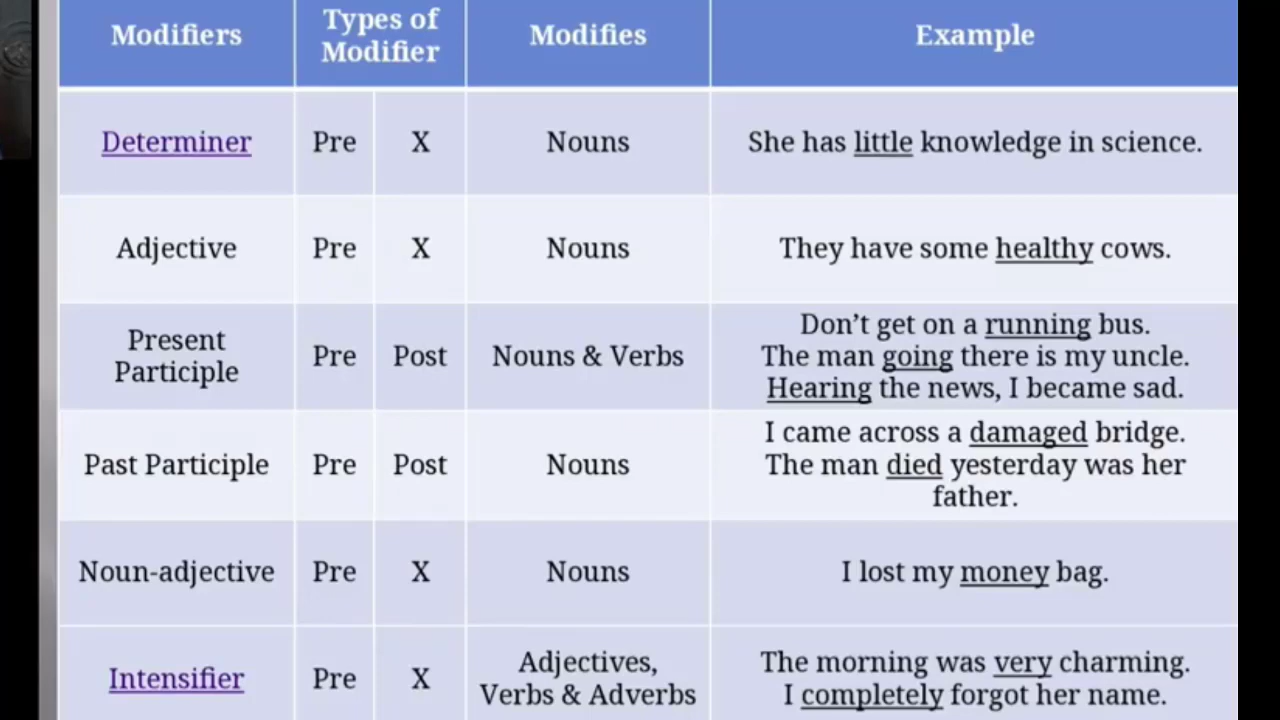 Modifiers Types of Modifier Modifies Example
Determiner Pre X Nouns She has little knowledge in science.
Adjective Pre X Nouns They have some healthy cows.
Present Participle Pre Post Nouns & Verbs Don’t get on a running bus.
The man going there is my uncle.
Hearing the news, I became sad.
Past Participle Pre Post Nouns I came across a damaged bridge.
The man died yesterday was her
father.
Noun-adjective Pre X Nouns I lost my money bag.
Intensifier Pre X Adjectives, Verbs & Adverbs The morning was very charming.
I completely forgot her name.